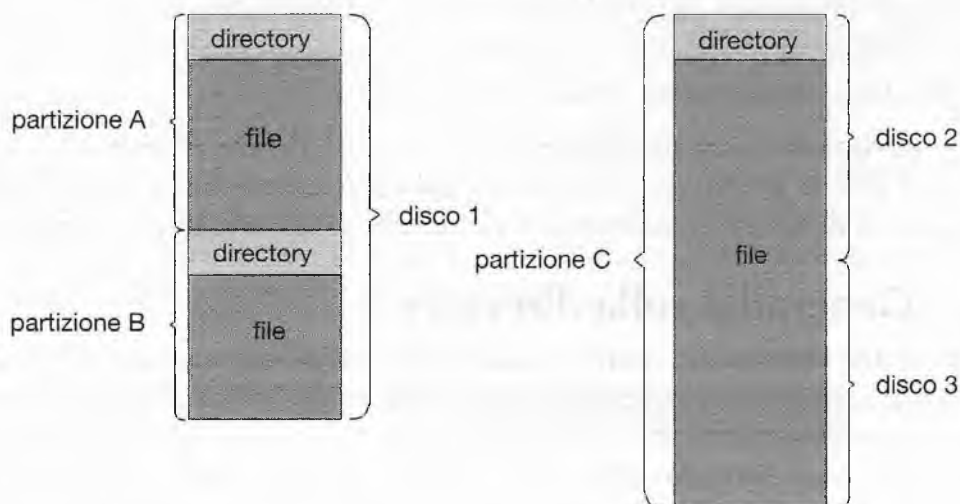 directory
partizione A
file
disco 1
directory
partizione B
file
directory
disco 2
partizione C
file
disco 3